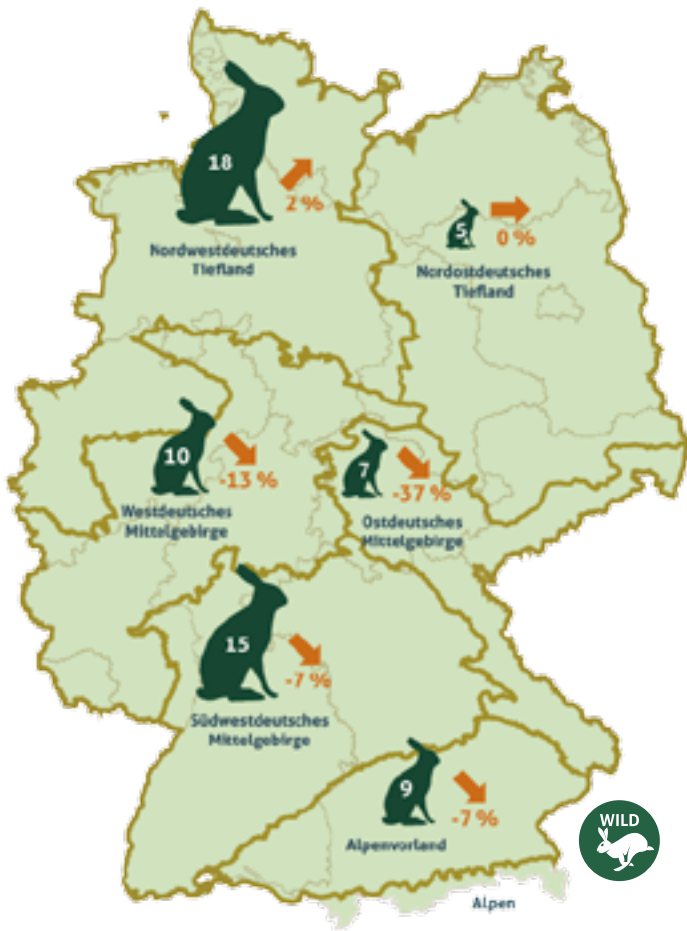 18
2 %
Nordwestdeutsches
Tiefland
5
0 %
Nordostdeutsches
Tiefland
10
-13 %
Westdeutsches
Mittelgebirge
7
-37 %
Ostdeutsches
Mittelgebirge
15
-7 %
Südwestdeutsches
Mittelgebirge
9
-7 %
Alpenvorland
WILD
Alpen